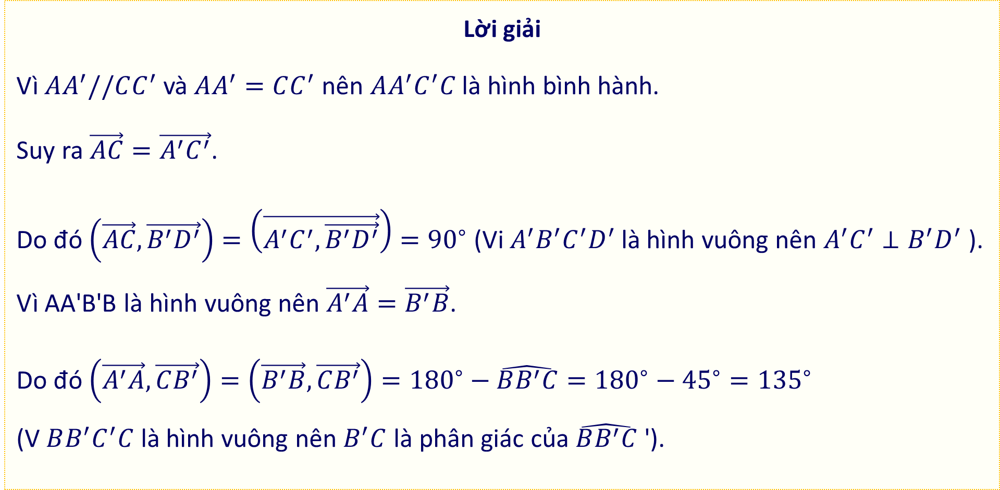 Lời giải
Vì AA′//CC′ và AA′ = CC′ nên AA′C′C là hình bình hành.
Suy ra $\overrightarrow{AC} = \overrightarrow{A'C'}$.
Do đó $\left(\overrightarrow{AC}, \overrightarrow{B'D'}\right) = \left(\overrightarrow{A'C', \overrightarrow{B'D'}}\right) = 90°$ (Vi A′B′C′D′ là hình vuông nên A′C′ ⊥ B′D′ ).
Vì AA'B'B là hình vuông nên $\overrightarrow{A'A} = \overrightarrow{B'B}$.
Do đó $\left(\overrightarrow{A'A}, \overrightarrow{CB'}\right) = \left(\overrightarrow{B'B}, \overrightarrow{CB'}\right) = 180° - \widehat{BB'C} = 180° - 45° = 135°$
(V BB′C′C là hình vuông nên B′C là phân giác của $\widehat{BB'C}$ ').